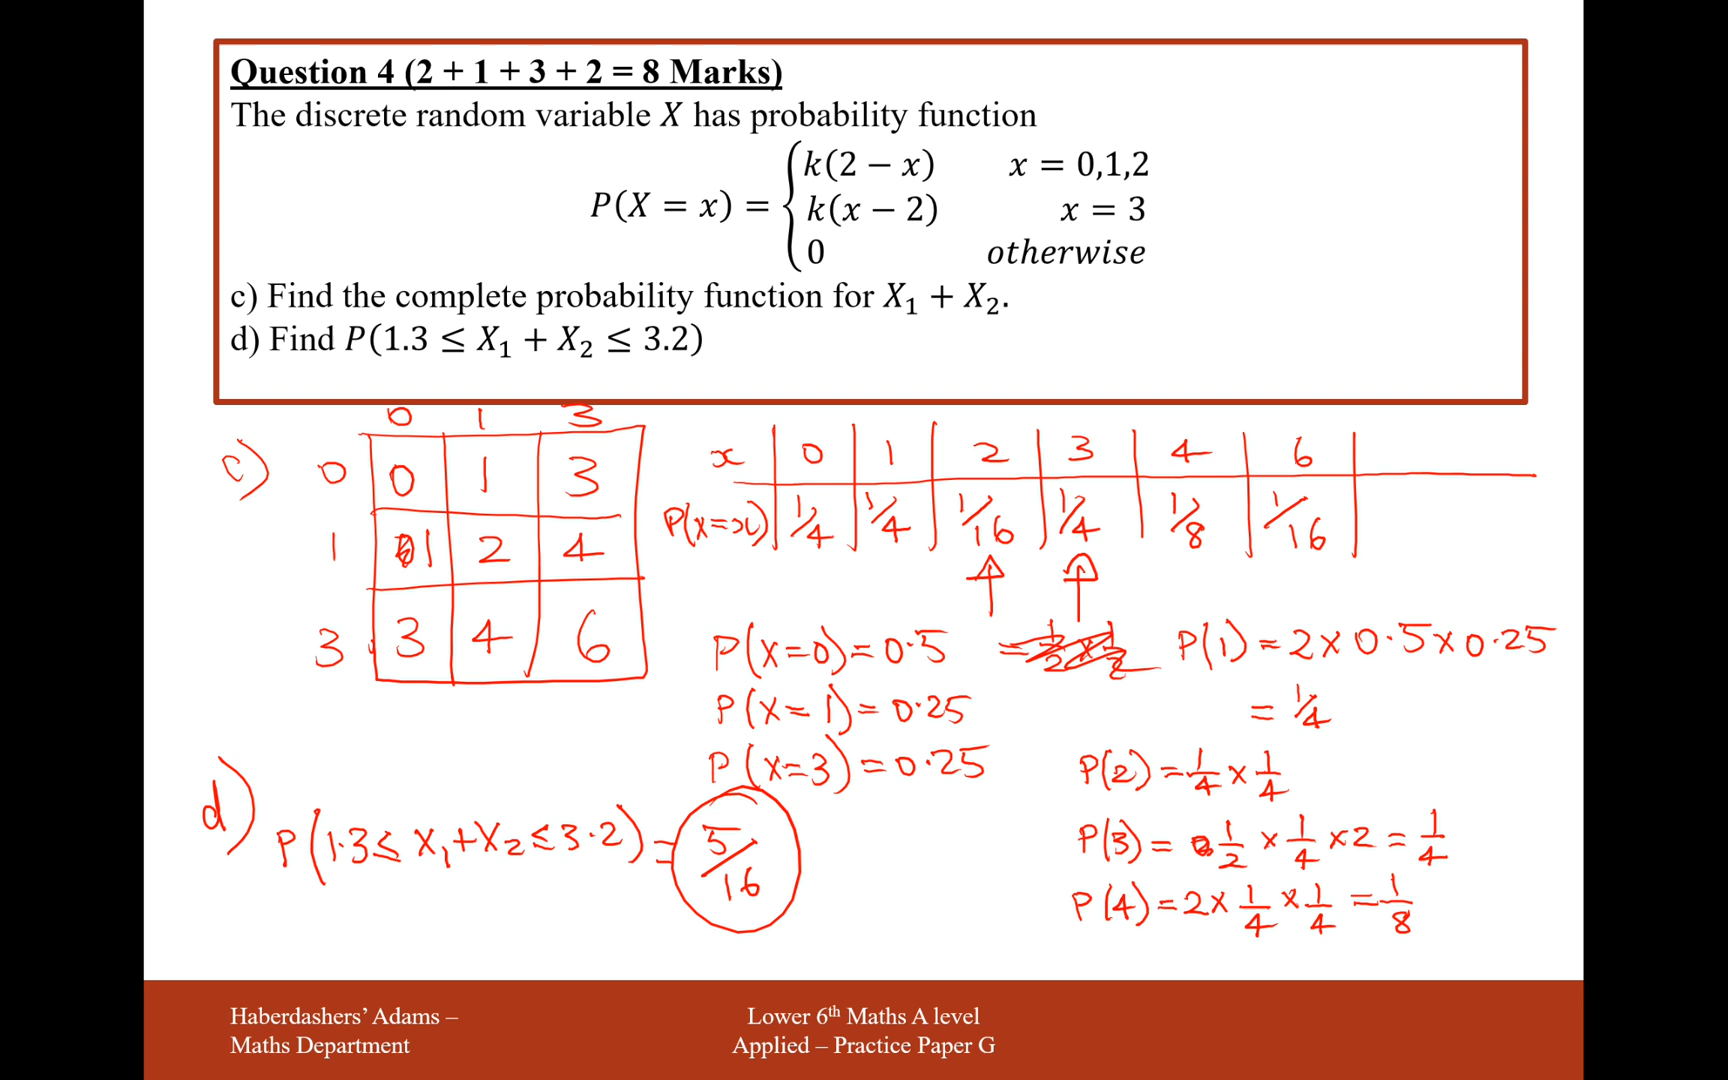 Question 4 (2 + 1 + 3 + 2 = 8 Marks)
The discrete random variable X has probability function
P(X = x) = { k(2 − x) x = 0,1,2
k(x − 2) x = 3
0 otherwise
c) Find the complete probability function for X₁ + X₂.
d) Find P(1.3 ≤ X₁ + X₂ ≤ 3.2)
c)
0 1 3
0 0 1 3
1 1 2 4
3 3 4 6
x 0 1 2 3 4 6
P(X=x) 1/4 1/4 1/16 1/4 1/8 1/16
P(X=0)=0.5
P(X=1)=0.25
P(X=3)=0.25
P(1)=2×0.5×0.25
=1/4
P(2)=1/4×1/4
P(3)=1/2×1/4×2=1/4
P(4)=2×1/4×1/4=1/8
d) P(1.3≤X₁+X₂≤3.2)=5/16
Haberdashers' Adams –
Maths Department
Lower 6th Maths A level
Applied – Practice Paper G